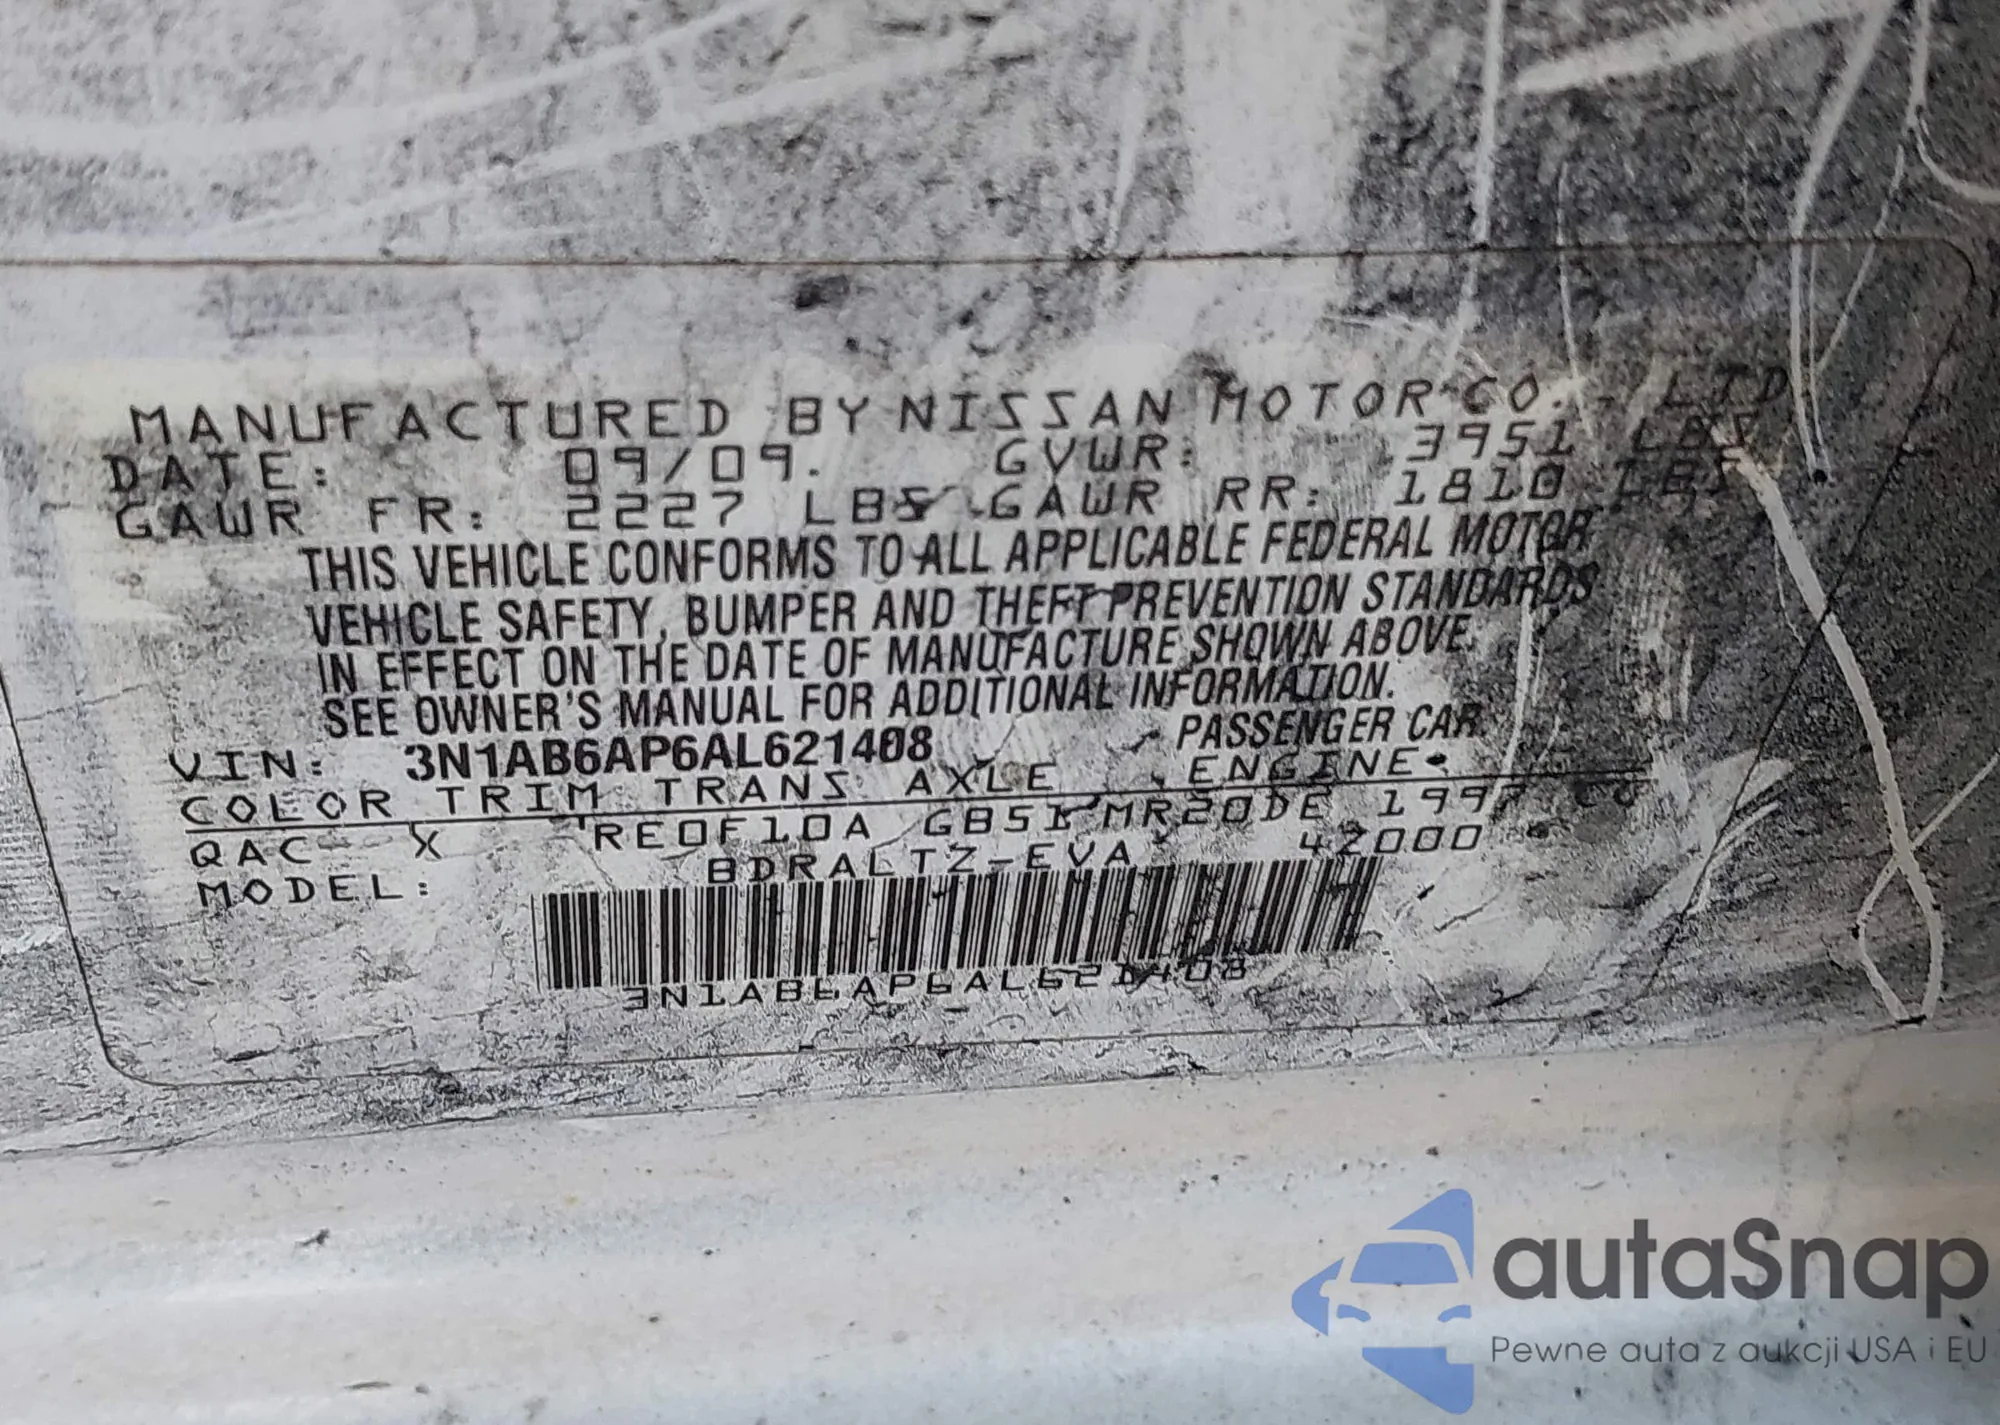 MANUFACTURED BY NISSAN MOTOR CO. LTD
DATE: 09/09. GVWR: 3951 LBS
GAWR FR: 2227 LBS GAWR RR: 1810 LBS
THIS VEHICLE CONFORMS TO ALL APPLICABLE FEDERAL MOTOR
VEHICLE SAFETY, BUMPER AND THEFT PREVENTION STANDARDS
IN EFFECT ON THE DATE OF MANUFACTURE SHOWN ABOVE.
SEE OWNER'S MANUAL FOR ADDITIONAL INFORMATION.
VIN: 3N1AB6AP6AL621408 PASSENGER CAR
COLOR TRIM TRANS AXLE ENGINE
QAC X RE0F10A GB51 MR20DE 1997 CC
MODEL: BDRALTZ-EVA 42000
3N1AB6AP6AL621408
autaSnap
Pewne auta z aukcji USA i EU